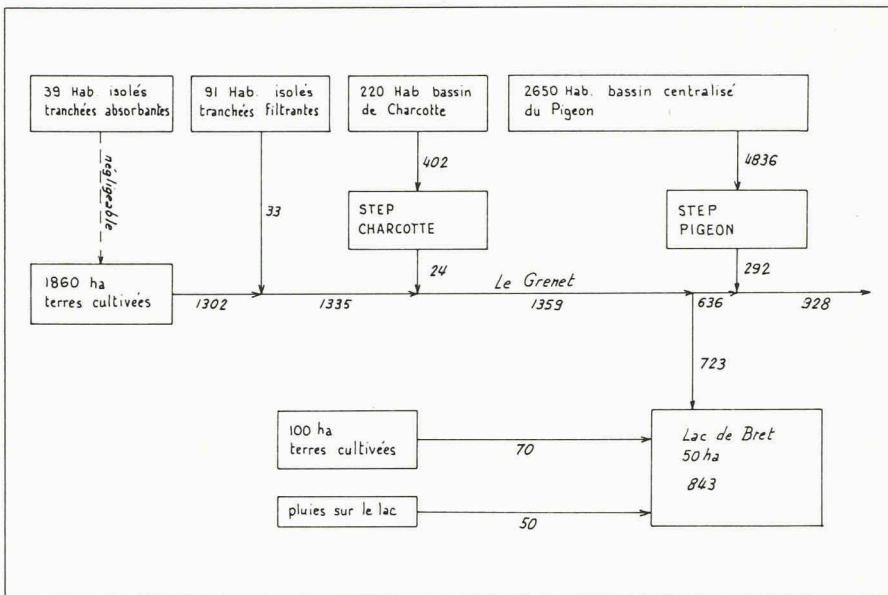 39 Hab. isolés
tranchées absorbantes
91 Hab. isolés
tranchées filtrantes
220 Hab bassin
de Charcotte
2650 Hab. bassin centralisé
du Pigeon
négligeable
33
402
4836
STEP
CHARCOTTE
STEP
PIGEON
24
292
1860 ha
terres cultivées
1302
1335
Le Grenet
1359
636
928
723
100 ha
terres cultivées
70
Lac de Bret
50 ha
843
pluies sur le lac
50